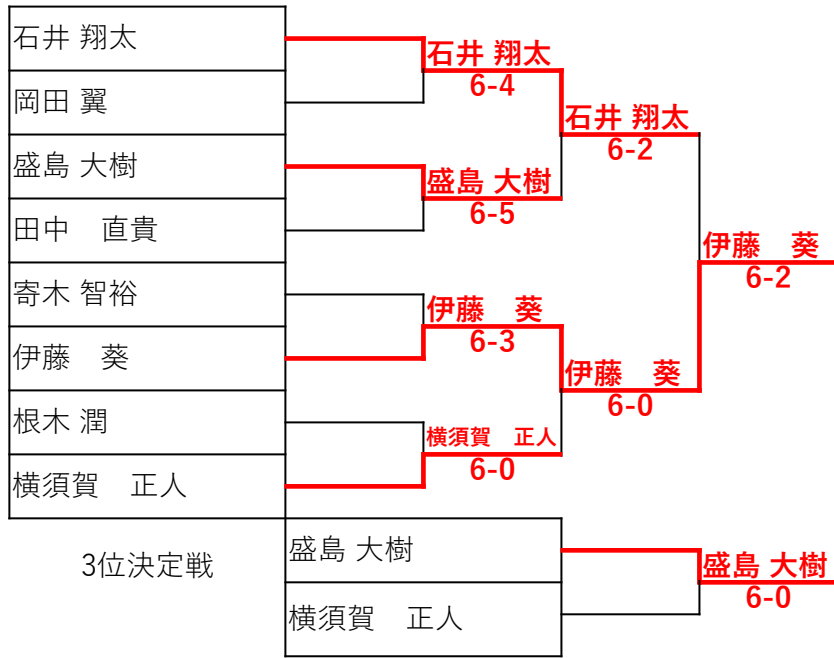 石井 翔太
岡田 翼
盛島 大樹
田中　直貴
寄木 智裕
伊藤　葵
根木 潤
横須賀　正人
石井 翔太
6-4
盛島 大樹
6-5
伊藤　葵
6-3
横須賀　正人
6-0
石井 翔太
6-2
伊藤　葵
6-0
伊藤　葵
6-2
3位決定戦
盛島 大樹
横須賀　正人
盛島 大樹
6-0